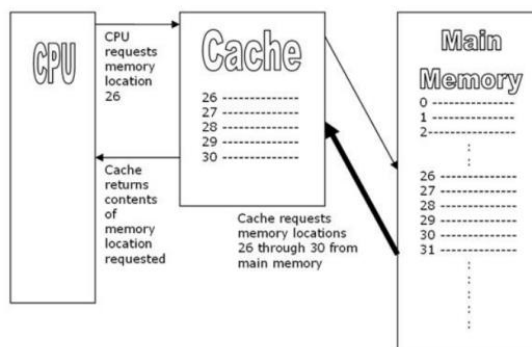 CPU
CPU
requests
memory
location
26
Cache
returns
contents
of
memory
location
requested
Cache
26 --------------
27 --------------
28 --------------
29 --------------
30 --------------
Cache requests
memory locations
26 through 30 from
main memory
Main
Memory
0 ---------------
1 ---------------
2---------------
:
:
26 --------------
27 --------------
28 --------------
29 --------------
30 --------------
31 --------------
:
:
:
: